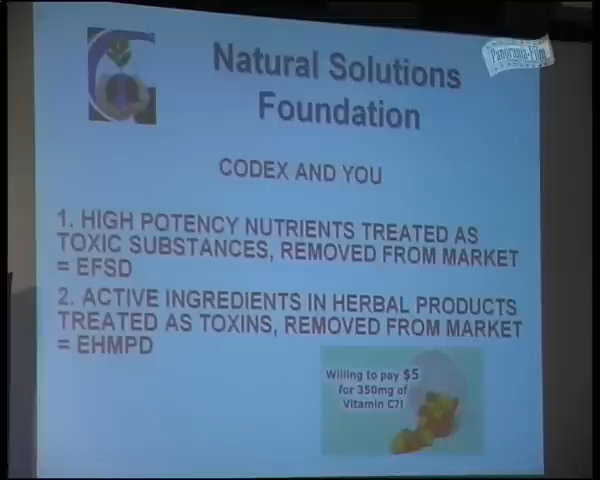 Panorama-Film
Natural Solutions
Foundation
CODEX AND YOU
1. HIGH POTENCY NUTRIENTS TREATED AS
TOXIC SUBSTANCES, REMOVED FROM MARKET
= EFSD
2. ACTIVE INGREDIENTS IN HERBAL PRODUCTS
TREATED AS TOXINS, REMOVED FROM MARKET
= EHMPD
Willing to pay $5
for 350mg of
Vitamin C?!